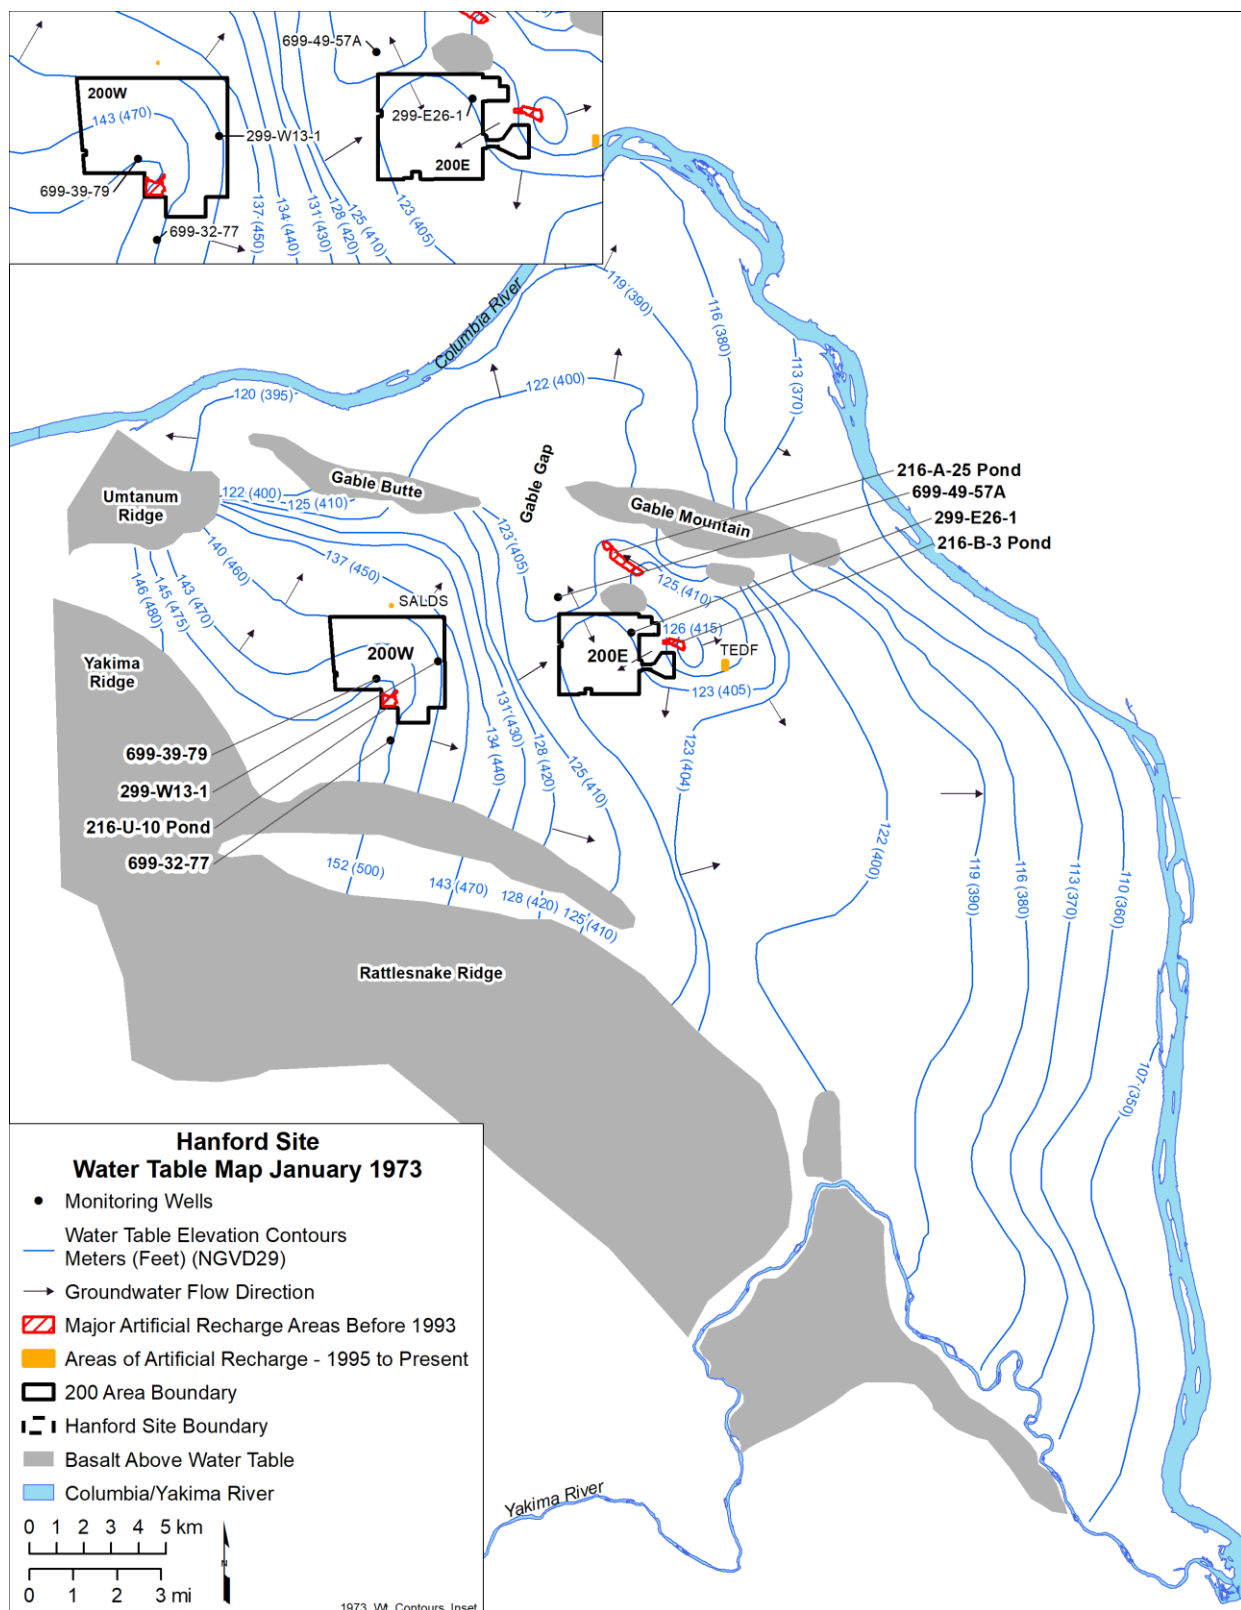 699-49-57A
200W
143 (470)
299-W13-1
299-E26-1
200E
699-39-79
699-32-77
137 (450)
134 (440)
131 (430)
128 (420)
125 (410)
123 (405)
Columbia River
119 (390)
116 (380)
113 (370)
120 (395)
122 (400)
Gable Butte
Gable Gap
Umtanum
Ridge
122 (400)
125 (410)
123 (405)
Gable Mountain
216-A-25 Pond
699-49-57A
299-E26-1
216-B-3 Pond
140 (460)
137 (450)
143 (470)
145 (475)
146 (480)
125 (410)
SALDS
126 (415)
TEDF
200W
200E
Yakima
Ridge
123 (405)
131 (430)
134 (440)
128 (420)
125 (410)
123 (404)
122 (400)
699-39-79
299-W13-1
216-U-10 Pond
699-32-77
152 (500)
143 (470)
128 (420)
125 (410)
119 (390)
116 (380)
113 (370)
110 (360)
Rattlesnake Ridge
107 (350)
Hanford Site
Water Table Map January 1973
Monitoring Wells
Water Table Elevation Contours
Meters (Feet) (NGVD29)
Groundwater Flow Direction
Major Artificial Recharge Areas Before 1993
Areas of Artificial Recharge - 1995 to Present
200 Area Boundary
Hanford Site Boundary
Basalt Above Water Table
Columbia/Yakima River
0 1 2 3 4 5 km
N
0 1 2 3 mi
Yakima River
1973_Wt_Contours_Inset